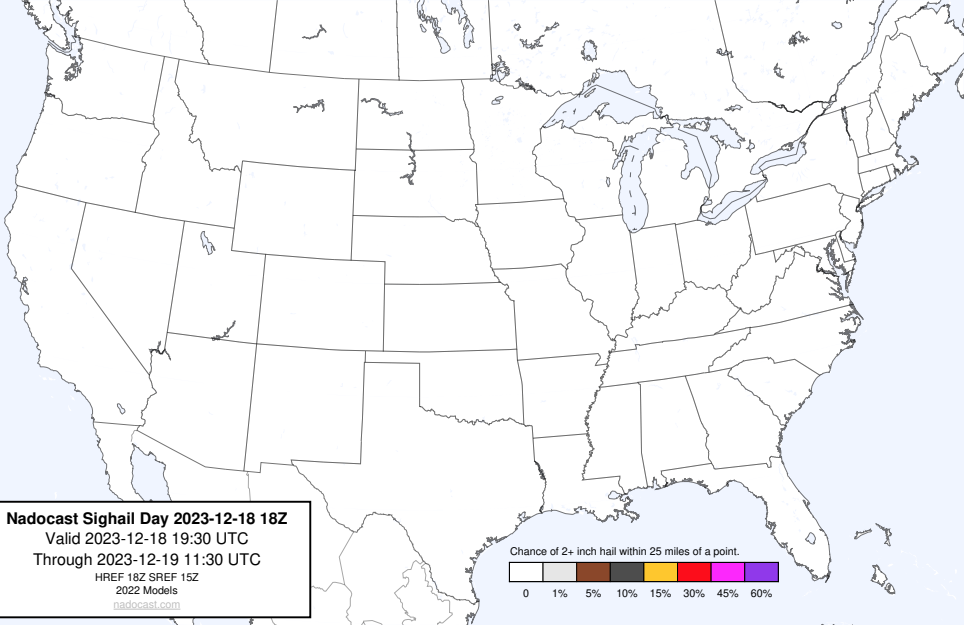 Nadocast Sighail Day 2023-12-18 18Z
Valid 2023-12-18 19:30 UTC
Through 2023-12-19 11:30 UTC
HREF 18Z SREF 15Z
2022 Models
nadocast.com
Chance of 2+ inch hail within 25 miles of a point.
0 1% 5% 10% 15% 30% 45% 60%